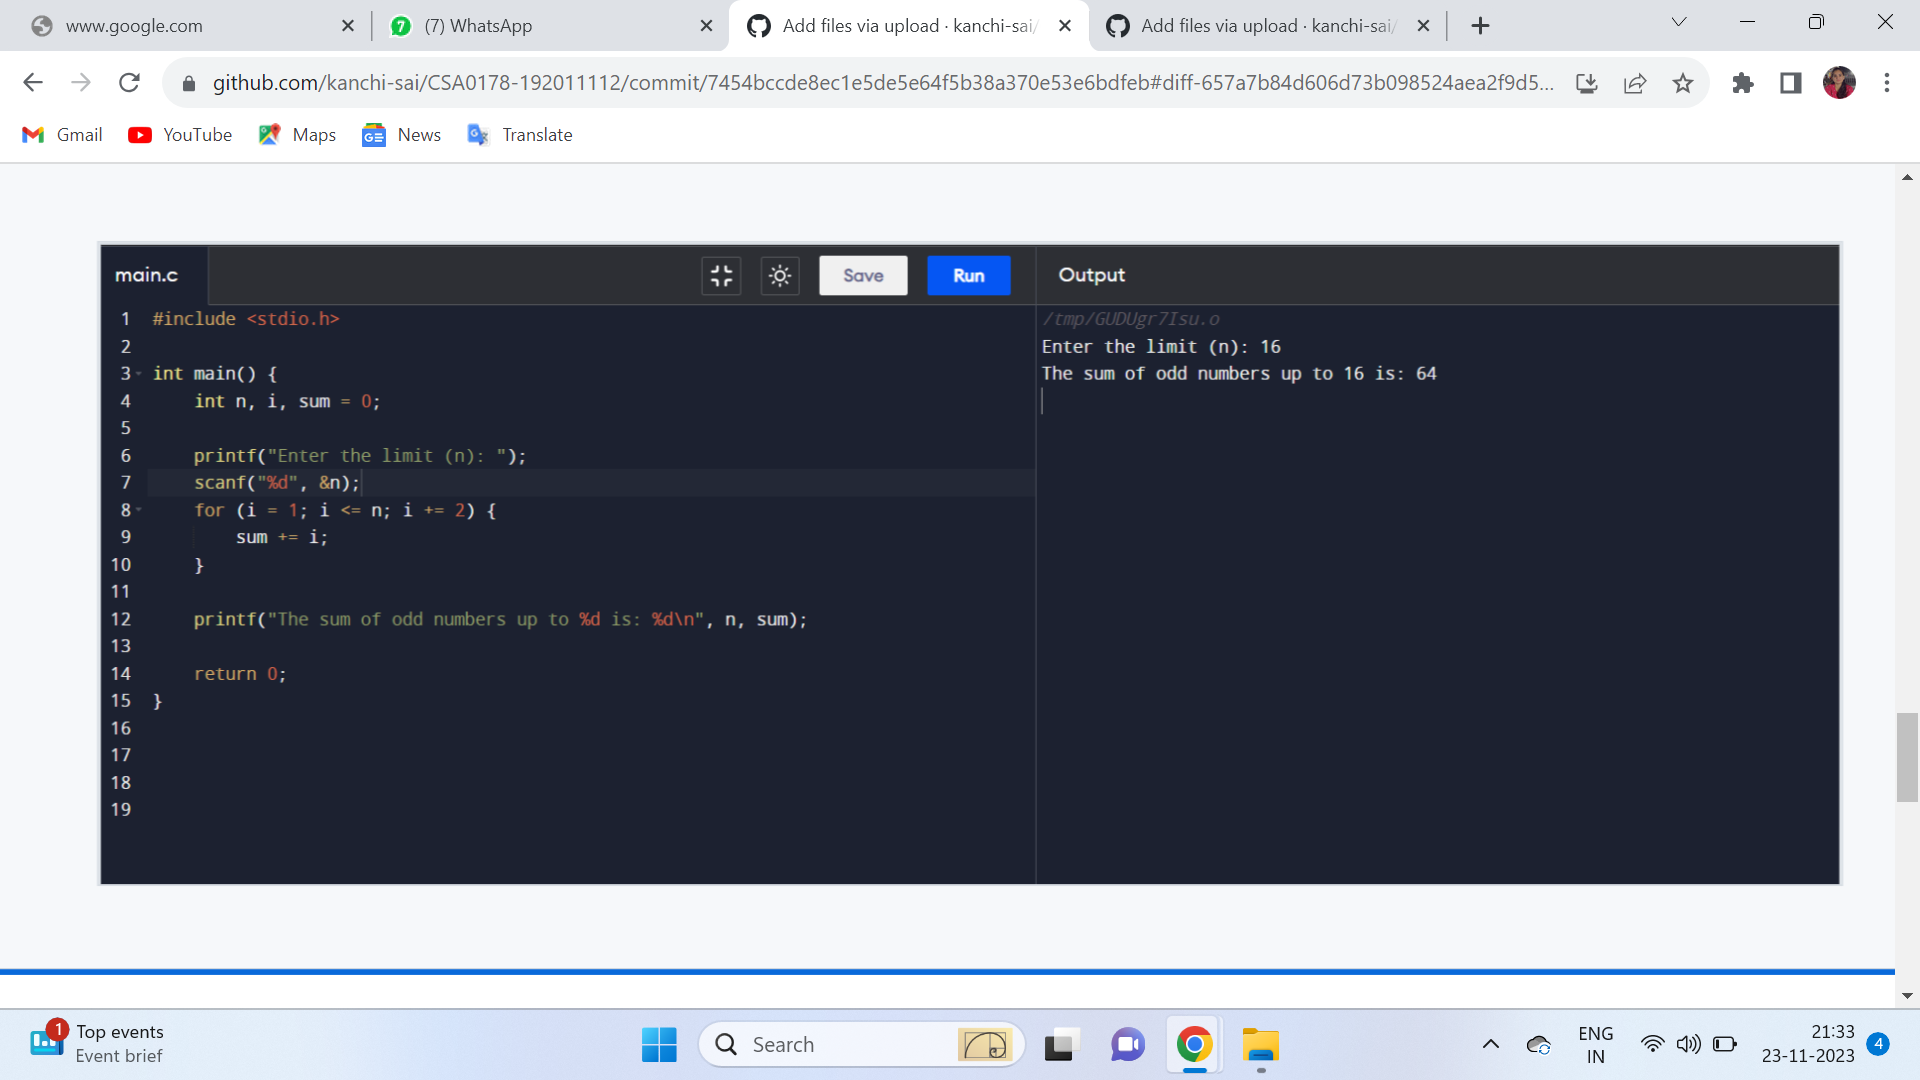 www.google.com
(7) WhatsApp
Add files via upload · kanchi-sai/
Add files via upload · kanchi-sai/
github.com/kanchi-sai/CSA0178-192011112/commit/7454bccde8ec1e5de5e64f5b38a370e53e6bdfeb#diff-657a7b84d606d73b098524aea2f9d5...
Gmail
YouTube
Maps
News
Translate
main.c
Save
Run
Output
1 #include <stdio.h>
2
3 int main() {
4 int n, i, sum = 0;
5
6 printf("Enter the limit (n): ");
7 scanf("%d", &n);
8 for (i = 1; i <= n; i += 2) {
9 sum += i;
10 }
11
12 printf("The sum of odd numbers up to %d is: %d\n", n, sum);
13
14 return 0;
15 }
16
17
18
19
/tmp/GUDUgr7Isu.o
Enter the limit (n): 16
The sum of odd numbers up to 16 is: 64
1
Top events
Event brief
Search
ENG
IN
21:33
23-11-2023
4